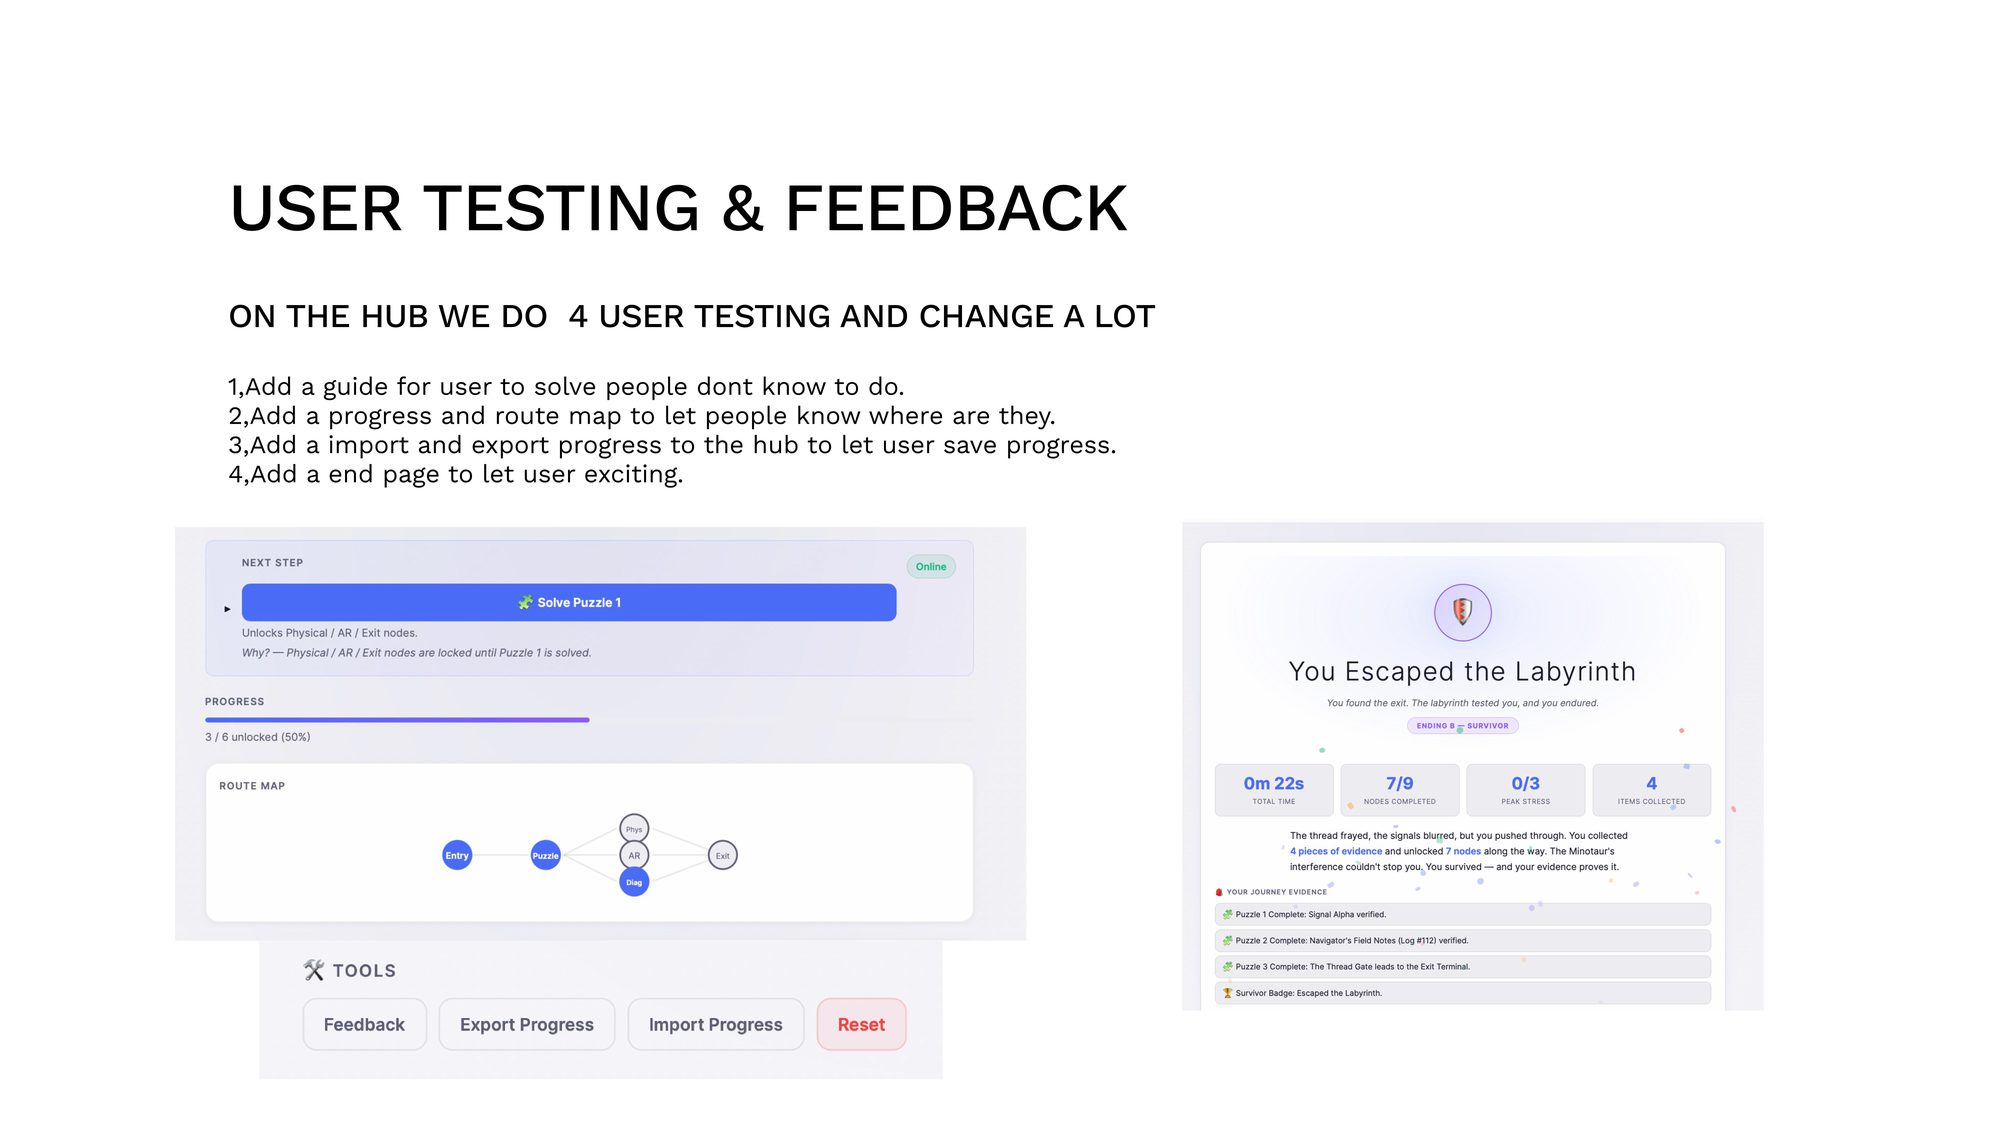 USER TESTING & FEEDBACK
ON THE HUB WE DO  4 USER TESTING AND CHANGE A LOT
1,Add a guide for user to solve people dont know to do.
2,Add a progress and route map to let people know where are they.
3,Add a import and export progress to the hub to let user save progress.
4,Add a end page to let user exciting.
NEXT STEP
Online
Solve Puzzle 1
Unlocks Physical / AR / Exit nodes.
Why? — Physical / AR / Exit nodes are locked until Puzzle 1 is solved.
PROGRESS
3 / 6 unlocked (50%)
ROUTE MAP
Entry
Puzzle
Phys
AR
Diag
Exit
TOOLS
Feedback
Export Progress
Import Progress
Reset
You Escaped the Labyrinth
You found the exit. The labyrinth tested you, and you endured.
ENDING B — SURVIVOR
0m 22s
TOTAL TIME
7/9
NODES COMPLETED
0/3
PEAK STRESS
4
ITEMS COLLECTED
The thread frayed, the signals blurred, but you pushed through. You collected
4 pieces of evidence and unlocked 7 nodes along the way. The Minotaur's
interference couldn't stop you. You survived — and your evidence proves it.
YOUR JOURNEY EVIDENCE
Puzzle 1 Complete: Signal Alpha verified.
Puzzle 2 Complete: Navigator's Field Notes (Log #112) verified.
Puzzle 3 Complete: The Thread Gate leads to the Exit Terminal.
Survivor Badge: Escaped the Labyrinth.